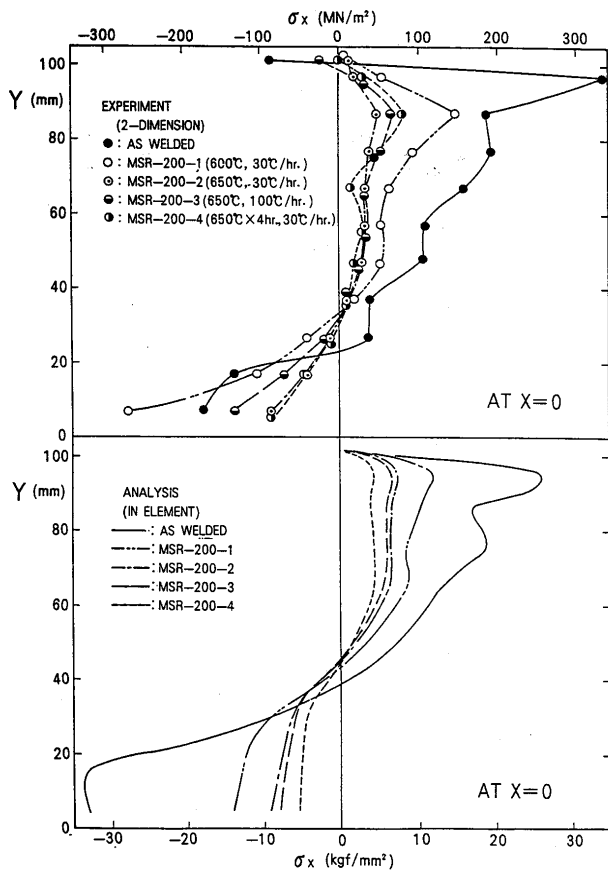 σx (MN/m²)
-200 -100 0 100 200 300
100
Y (mm)
80
60
40
20
0
EXPERIMENT
(2-DIMENSION)
● : AS WELDED
○ : MSR-200-1 (600℃, 30℃/hr.)
⊙ : MSR-200-2 (650℃, 30℃/hr.)
◒ : MSR-200-3 (650℃, 100℃/hr.)
◑ : MSR-200-4 (650℃×4hr., 30℃/hr.)
AT X=0
100
Y (mm)
80
60
40
20
0
ANALYSIS
(IN ELEMENT)
: AS WELDED
: MSR-200-1
: MSR-200-2
: MSR-200-3
: MSR-200-4
AT X=0
-30 -20 -10 0 10 20 30
σx (kgf/mm²)